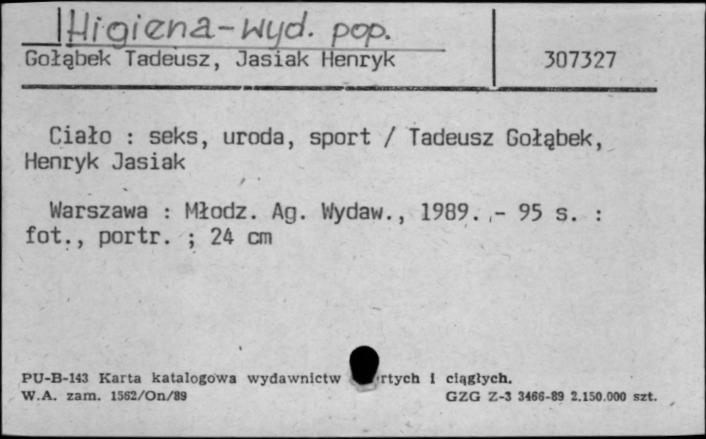 Higiena-wyd. pop.
Gołąbek Tadeusz, Jasiak Henryk
307327
Ciało : seks, uroda, sport / Tadeusz Gołąbek,
Henryk Jasiak
Warszawa : Młodz. Ag. Wydaw., 1989. - 95 s. :
fot., portr. ; 24 cm
PU-B-143 Karta katalogowa wydawnictw rtych i ciągłych.
W.A. zam. 1562/On/89
GZG Z-3 3466-89 2.150.000 szt.